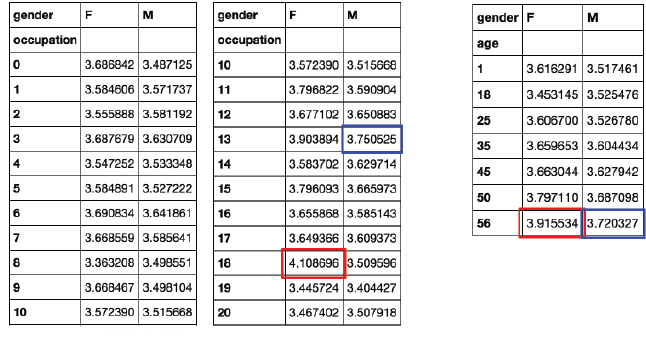 gender F M
occupation
0 3.686842 3.487125
1 3.584606 3.571737
2 3.555888 3.581192
3 3.687679 3.630709
4 3.547252 3.533348
5 3.584891 3.527222
6 3.690834 3.641861
7 3.668559 3.585641
8 3.363208 3.498551
9 3.668467 3.498104
10 3.572390 3.515668
gender F M
occupation
10 3.572390 3.515668
11 3.796822 3.590904
12 3.677102 3.650883
13 3.903894 3.750525
14 3.583702 3.629714
15 3.796093 3.665973
16 3.655868 3.585143
17 3.649366 3.609373
18 4.108696 3.509596
19 3.445724 3.404427
20 3.467402 3.507918
gender F M
age
1 3.616291 3.517461
18 3.453145 3.525476
25 3.606700 3.526780
35 3.659653 3.604434
45 3.663044 3.627942
50 3.797110 3.687098
56 3.915534 3.720327